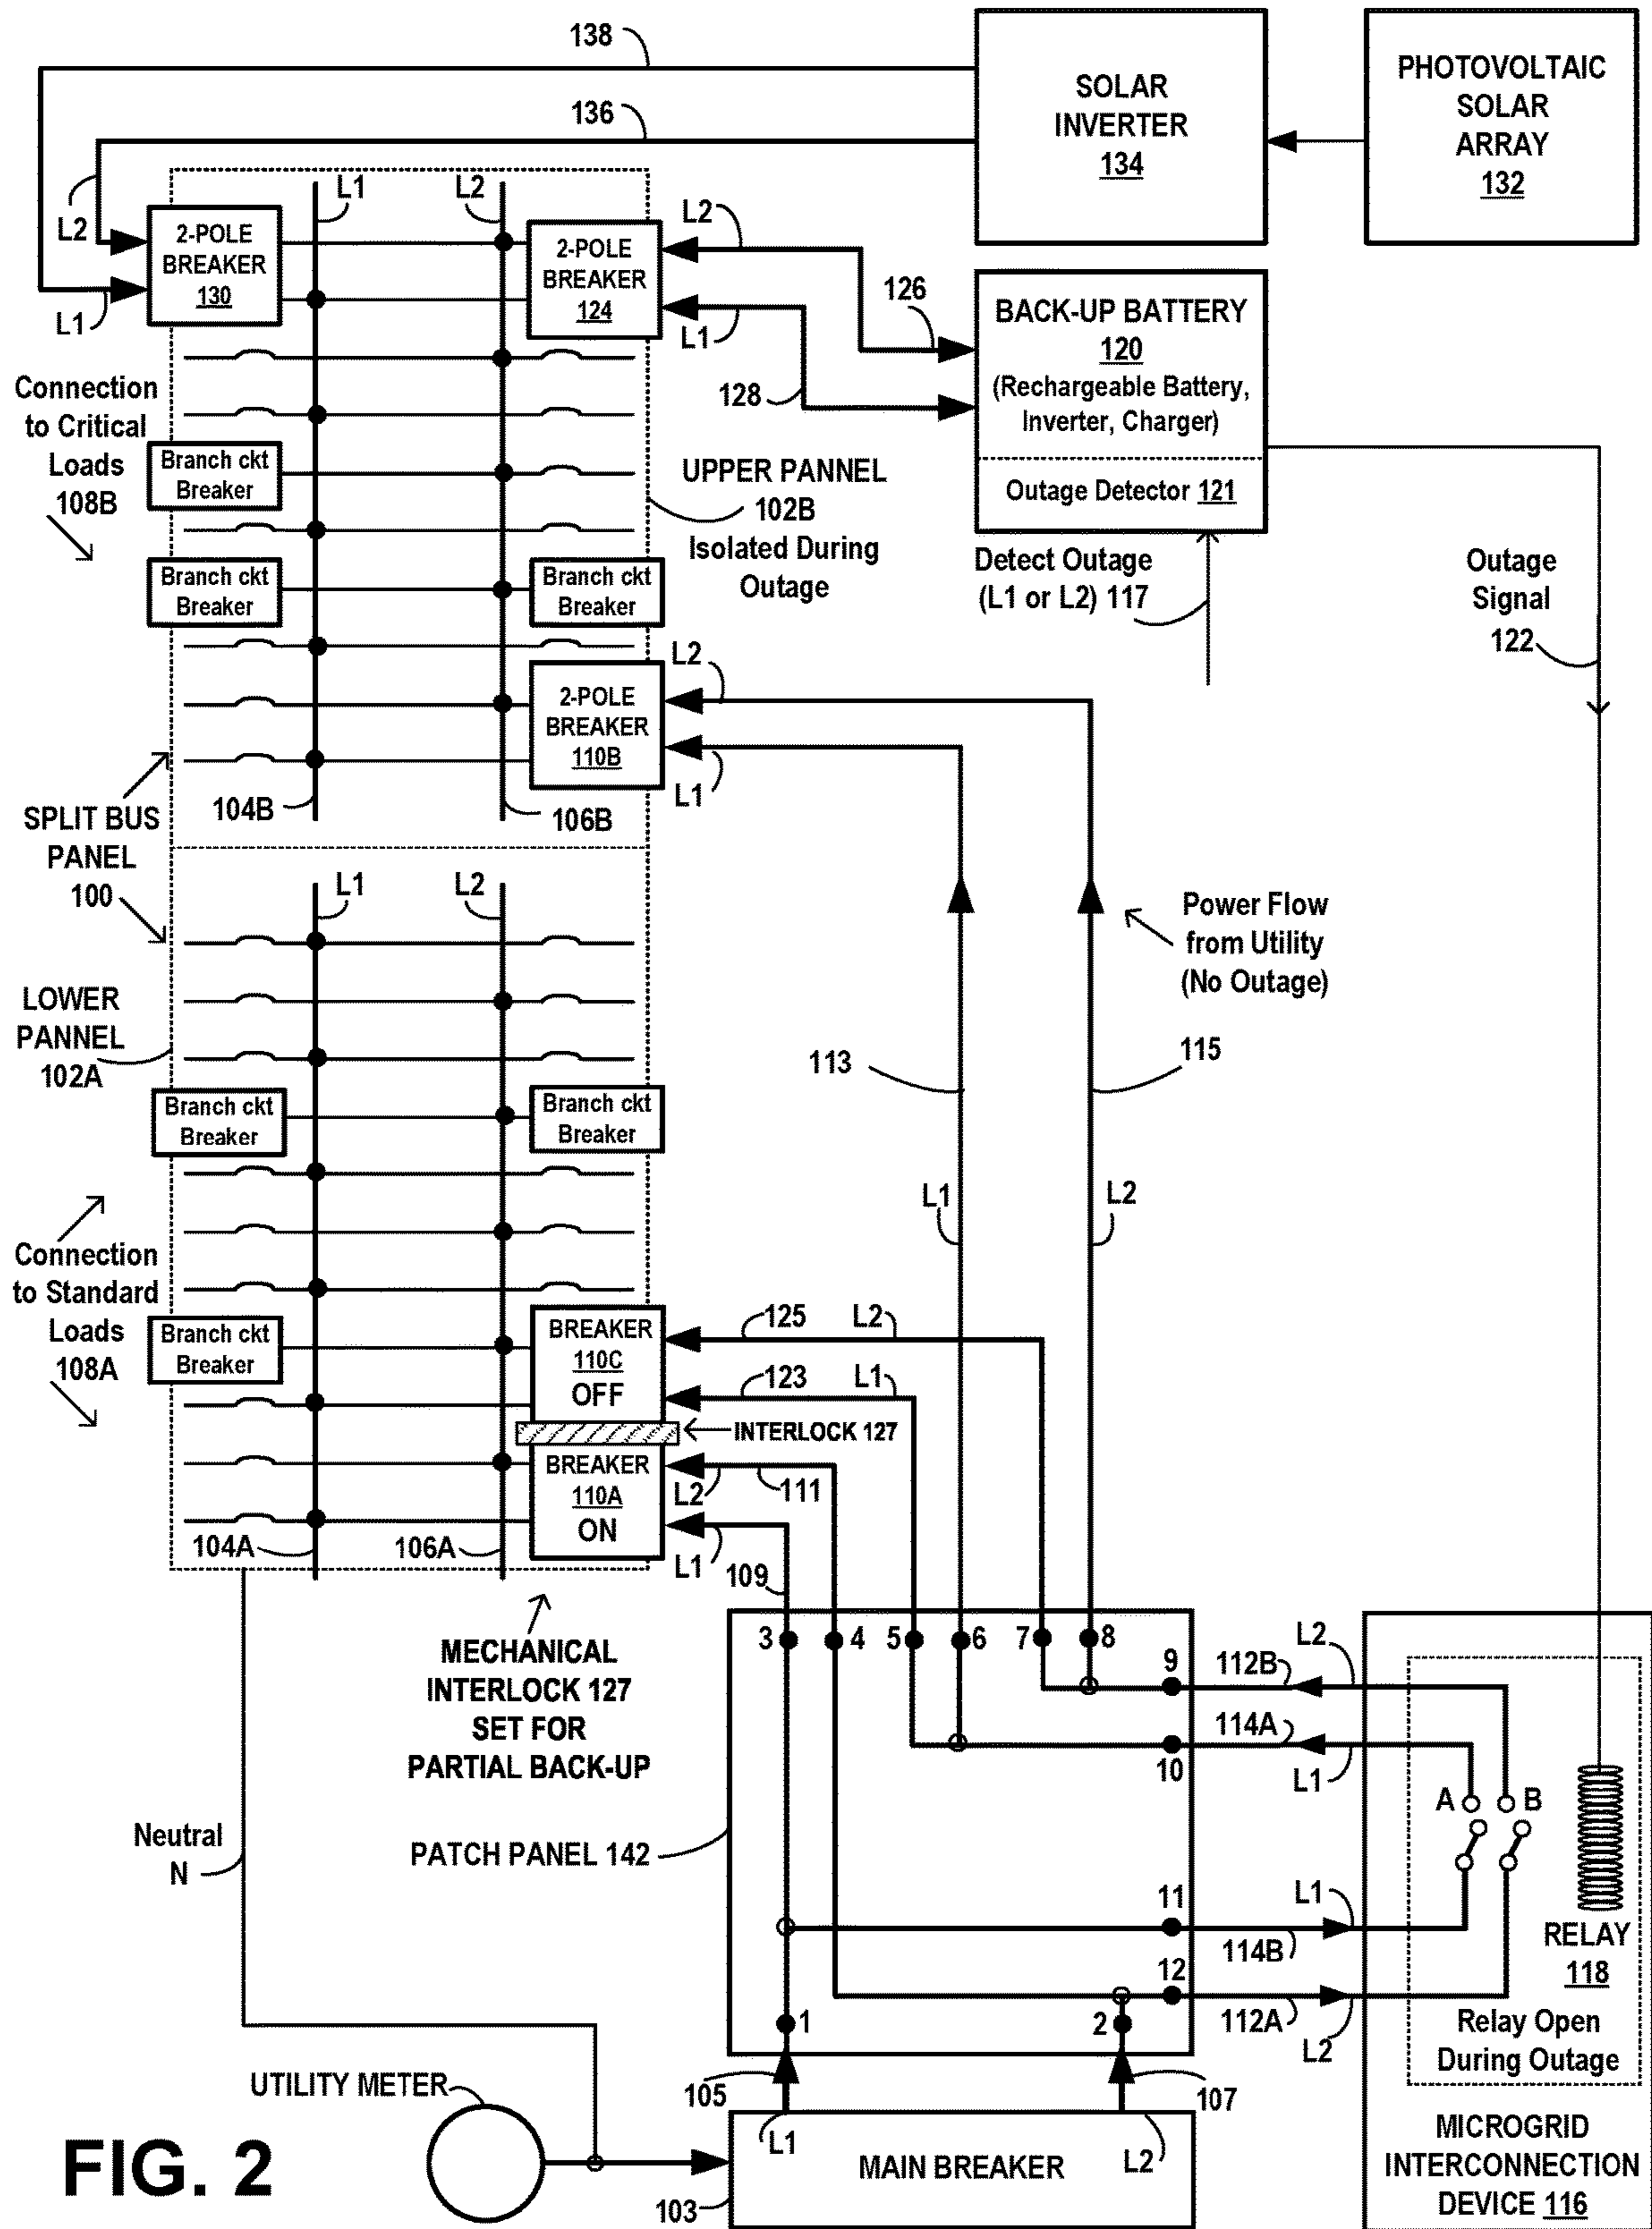 138
136
SOLAR
INVERTER
134
PHOTOVOLTAIC
SOLAR
ARRAY
132
L2
L1
L1
L2
2-POLE
BREAKER
130
2-POLE
BREAKER
124
L2
L1
126
128
BACK-UP BATTERY
120
(Rechargeable Battery,
Inverter, Charger)
Outage Detector 121
Connection
to Critical
Loads
108B
Branch ckt
Breaker
Branch ckt
Breaker
Branch ckt
Breaker
UPPER PANNEL
102B
Isolated During
Outage
Detect Outage
(L1 or L2) 117
Outage
Signal
122
2-POLE
BREAKER
110B
L2
L1
104B
106B
SPLIT BUS
PANEL
100
L1
L2
Power Flow
from Utility
(No Outage)
LOWER
PANNEL
102A
113
115
Branch ckt
Breaker
Branch ckt
Breaker
L1
L2
Connection
to Standard
Loads
108A
Branch ckt
Breaker
BREAKER
110C
OFF
125
L2
123
L1
INTERLOCK 127
BREAKER
110A
ON
L2
111
L1
109
104A
106A
MECHANICAL
INTERLOCK 127
SET FOR
PARTIAL BACK-UP
3
4
5
6
7
8
9
10
11
12
1
2
112B
L2
114A
L1
A
B
L1
114B
112A
L2
RELAY
118
Relay Open
During Outage
PATCH PANEL 142
Neutral
N
UTILITY METER
105
107
L1
L2
MAIN BREAKER
103
MICROGRID
INTERCONNECTION
DEVICE 116
FIG. 2